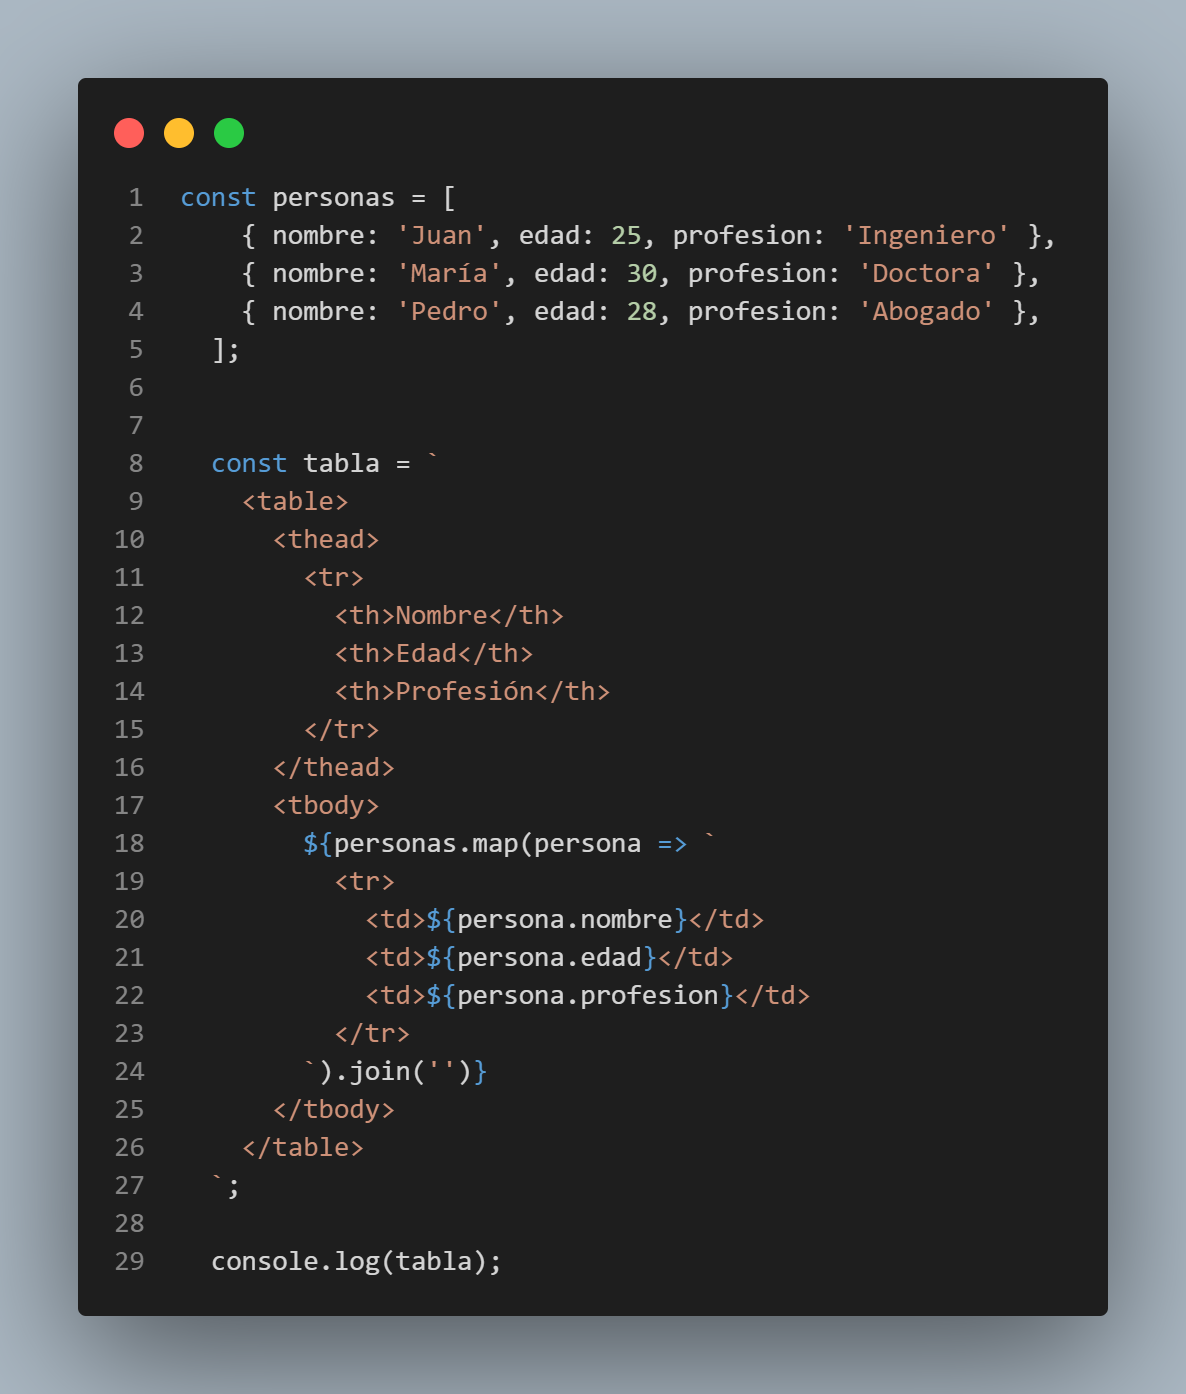 1 const personas = [
2 { nombre: 'Juan', edad: 25, profesion: 'Ingeniero' },
3 { nombre: 'María', edad: 30, profesion: 'Doctora' },
4 { nombre: 'Pedro', edad: 28, profesion: 'Abogado' },
5 ];
6
7
8 const tabla = `
9 <table>
10 <thead>
11 <tr>
12 <th>Nombre</th>
13 <th>Edad</th>
14 <th>Profesión</th>
15 </tr>
16 </thead>
17 <tbody>
18 ${personas.map(persona => `
19 <tr>
20 <td>${persona.nombre}</td>
21 <td>${persona.edad}</td>
22 <td>${persona.profesion}</td>
23 </tr>
24 `).join('')}
25 </tbody>
26 </table>
27 `;
28
29 console.log(tabla);